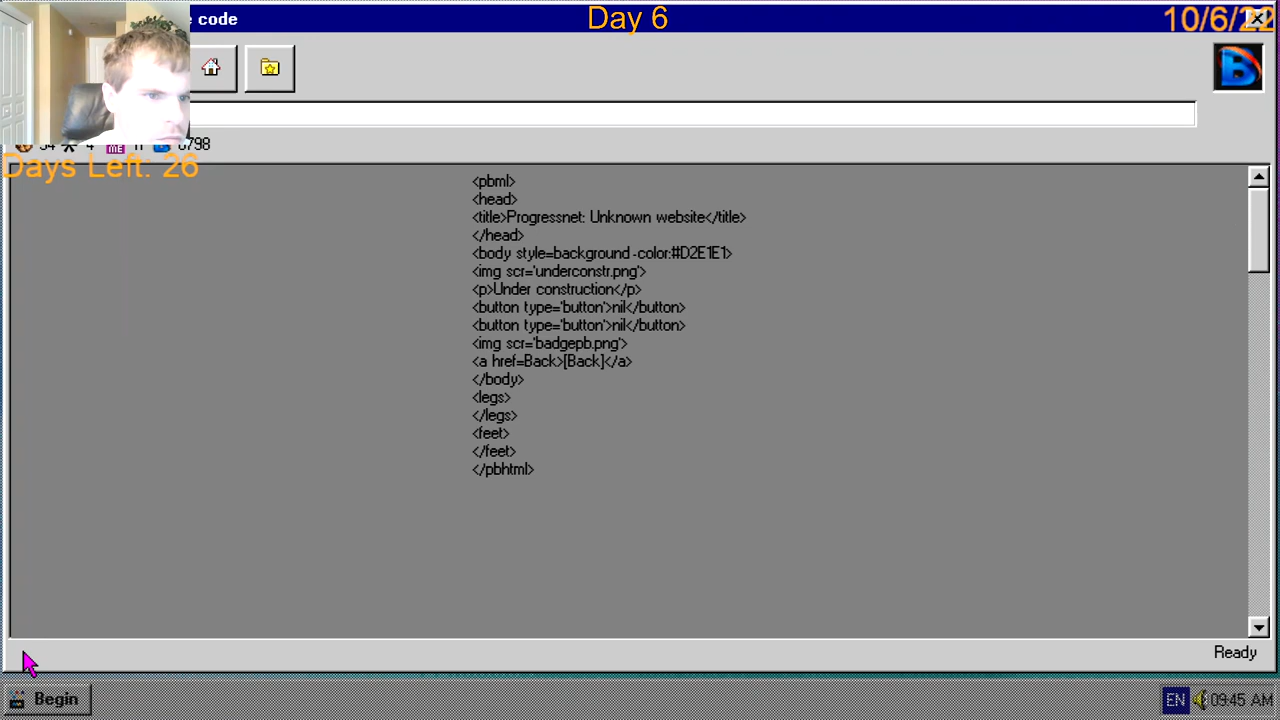 e code
Day 6
10/6/22
B
4
ME
Days Left: 26
<pbml>
<head>
<title>Progressnet: Unknown website</title>
</head>
<body style=background-color:#D2E1E1>
<img scr='underconstr.png'>
<p>Under construction</p>
<button type='button'>nil</button>
<button type='button'>nil</button>
<img scr='badgepb.png'>
<a href=Back>[Back]</a>
</body>
<legs>
</legs>
<feet>
</feet>
</pbhtml>
Ready
Begin
EN
09:45 AM